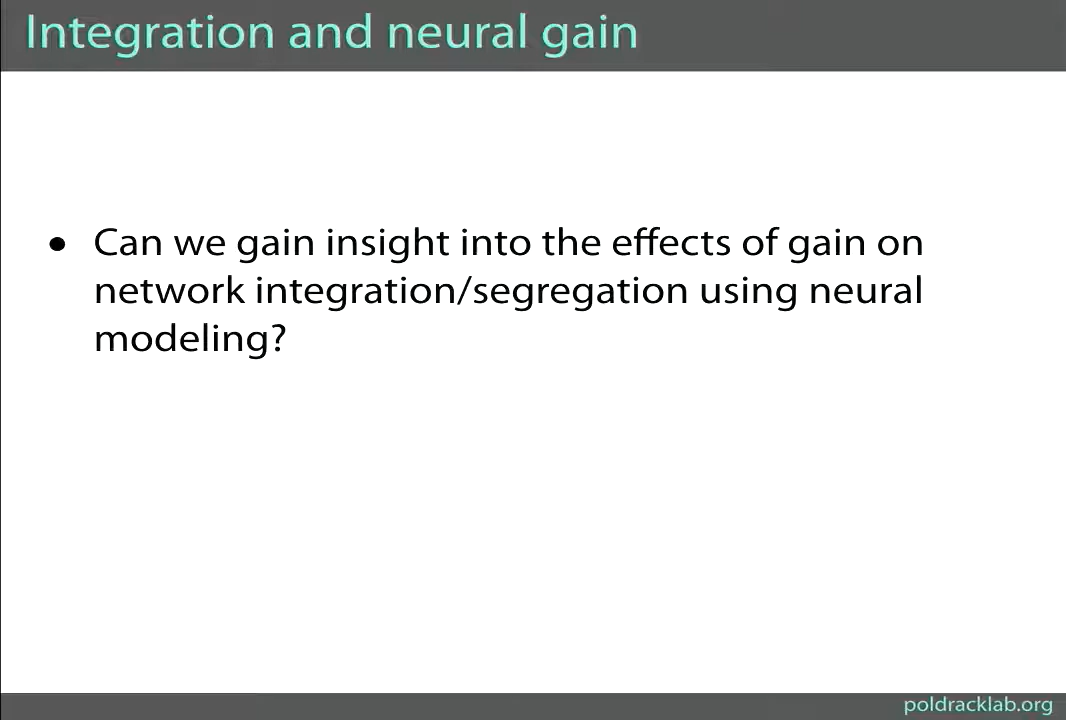 Integration and neural gain
● Can we gain insight into the effects of gain on
network integration/segregation using neural
modeling?
poldracklab.org